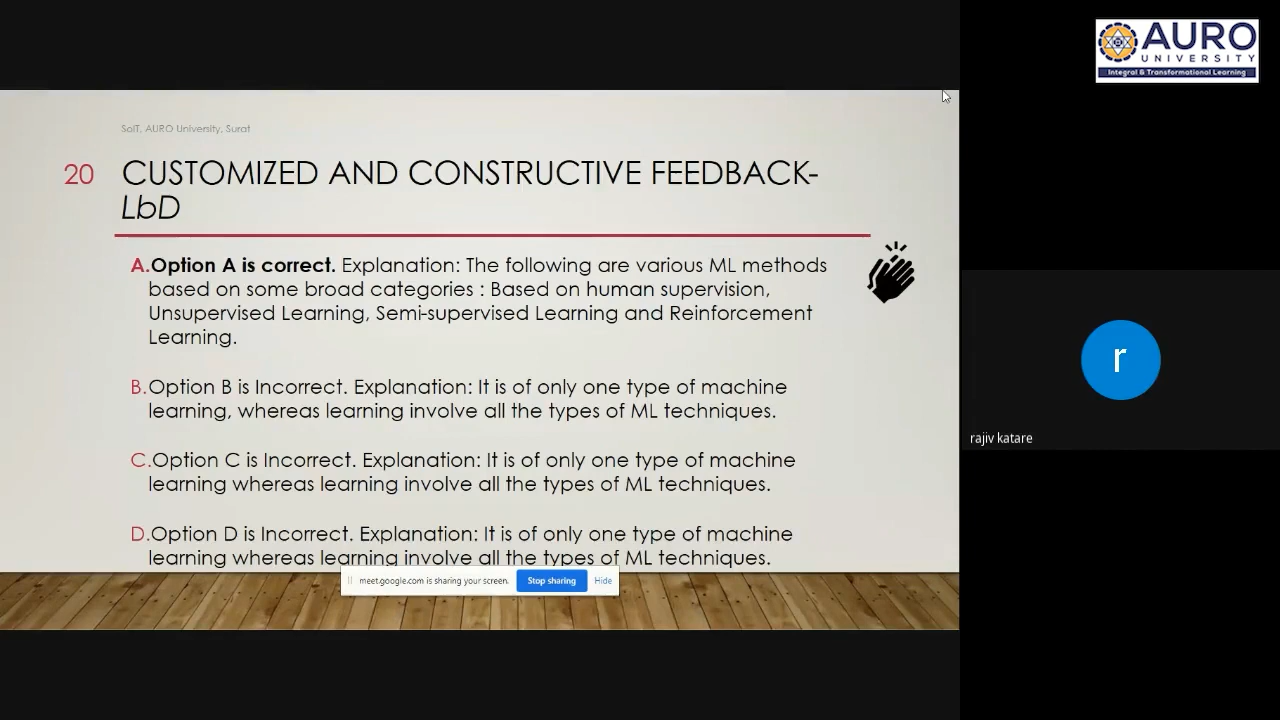 AURO
UNIVERSITY
Integral & Transformational Learning
SoIT, AURO University, Surat
20 CUSTOMIZED AND CONSTRUCTIVE FEEDBACK-
LbD
A.Option A is correct. Explanation: The following are various ML methods
based on some broad categories : Based on human supervision,
Unsupervised Learning, Semi-supervised Learning and Reinforcement
Learning.
B.Option B is Incorrect. Explanation: It is of only one type of machine
learning, whereas learning involve all the types of ML techniques.
C.Option C is Incorrect. Explanation: It is of only one type of machine
learning whereas learning involve all the types of ML techniques.
D.Option D is Incorrect. Explanation: It is of only one type of machine
learning whereas learning involve all the types of ML techniques.
meet.google.com is sharing your screen. Stop sharing Hide
r
rajiv katare